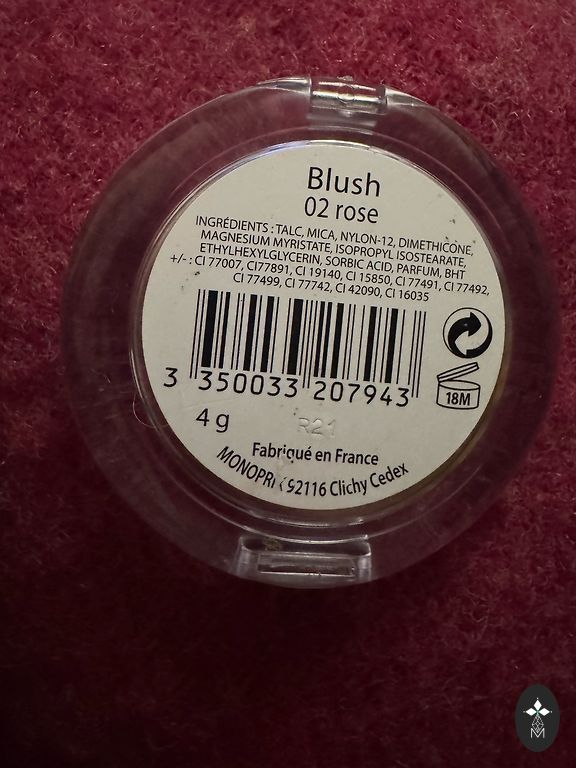 Blush
02 rose
INGRÉDIENTS : TALC, MICA, NYLON-12, DIMETHICONE,
MAGNESIUM MYRISTATE, ISOPROPYL ISOSTEARATE,
ETHYLHEXYLGLYCERIN, SORBIC ACID, PARFUM, BHT
+/- : CI 77007, CI77891, CI 19140, CI 15850, CI 77491, CI 77492,
CI 77499, CI 77742, CI 42090, CI 16035
3 350033 207943
18M
4 g
R21
Fabriqué en France
MONOPRI 92116 Clichy Cedex